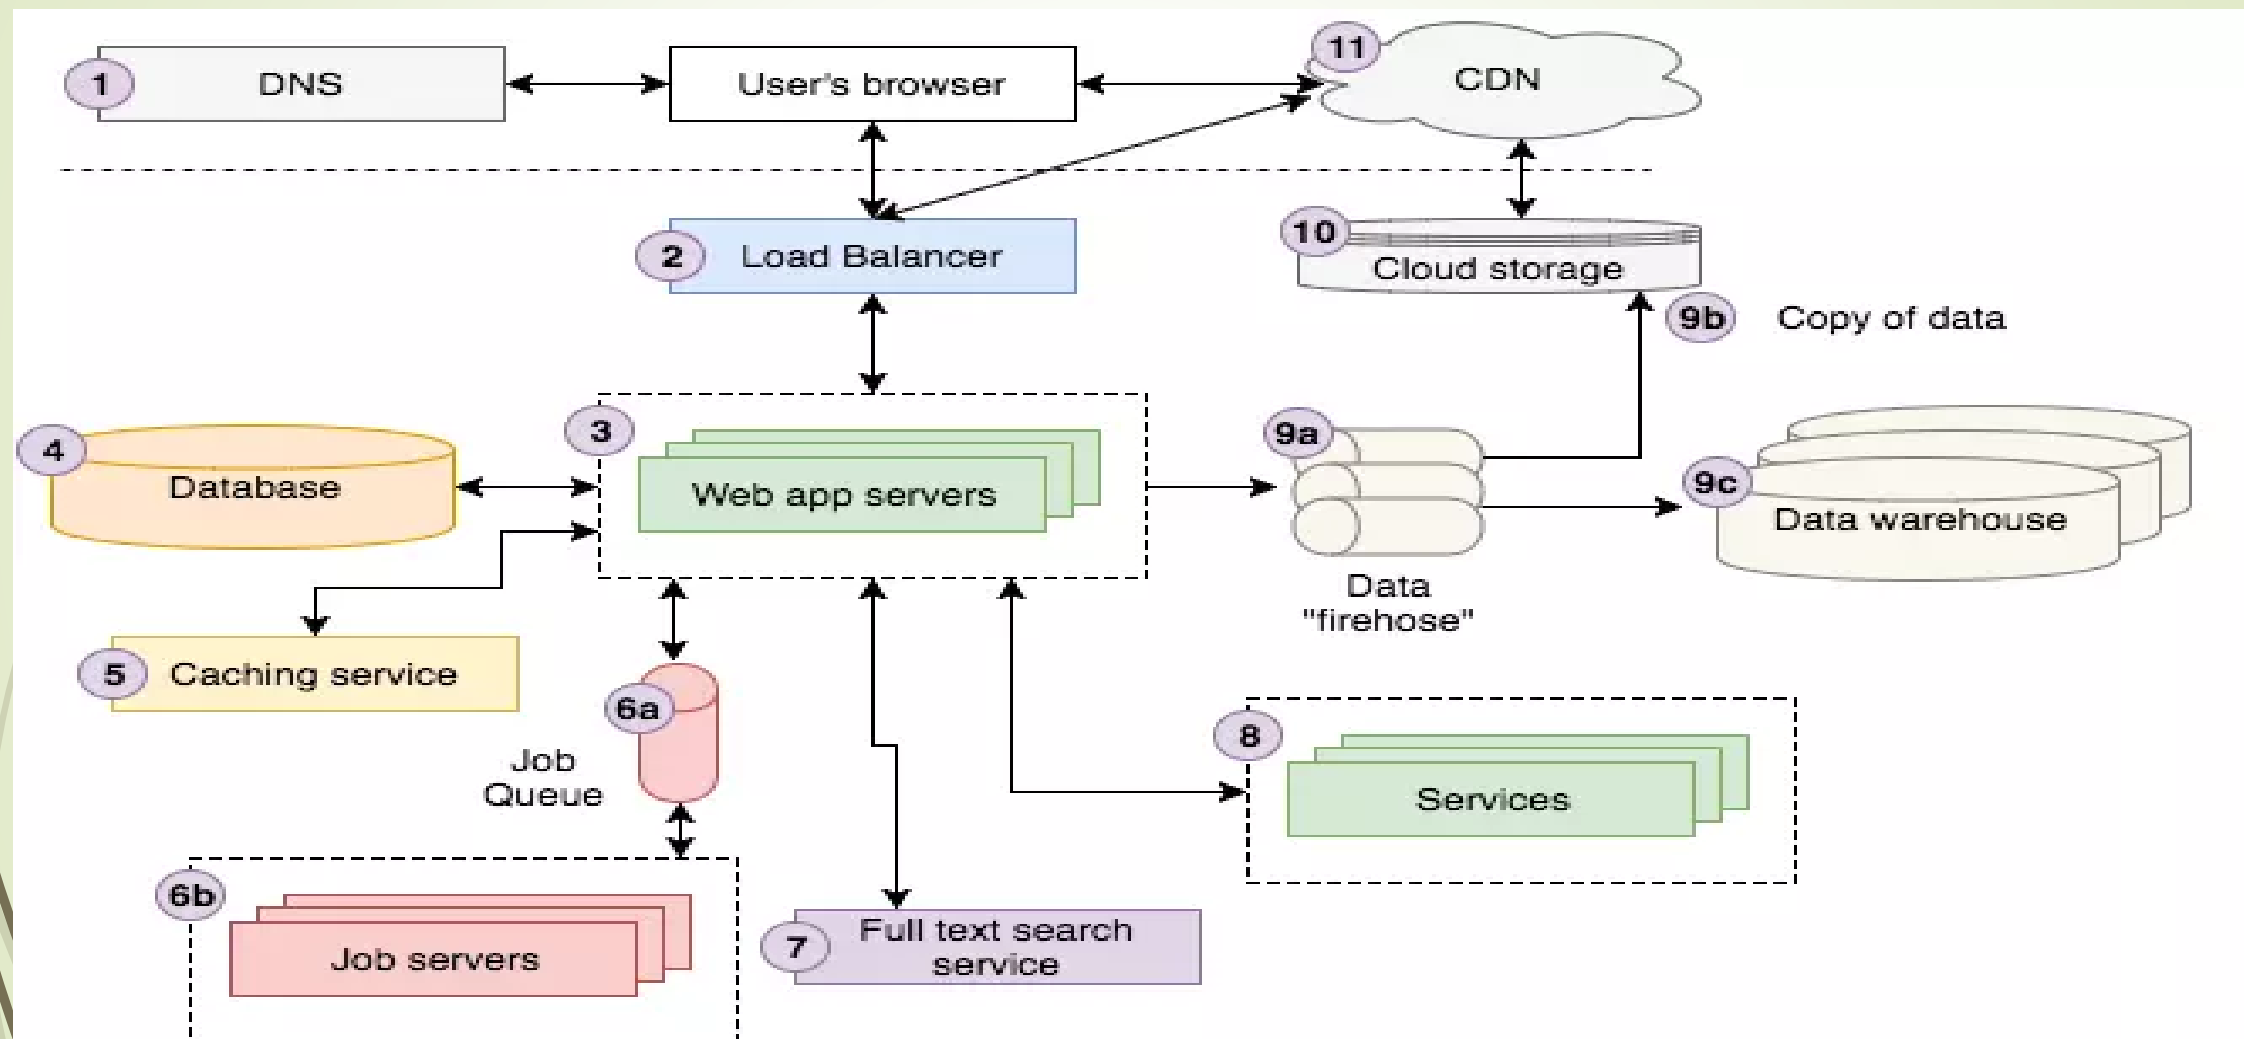 1
DNS
User's browser
11
CDN
2
Load Balancer
10
Cloud storage
9b
Copy of data
4
Database
3
Web app servers
9a
Data
"firehose"
9c
Data warehouse
5
Caching service
6a
Job
Queue
8
Services
6b
Job servers
7
Full text search
service